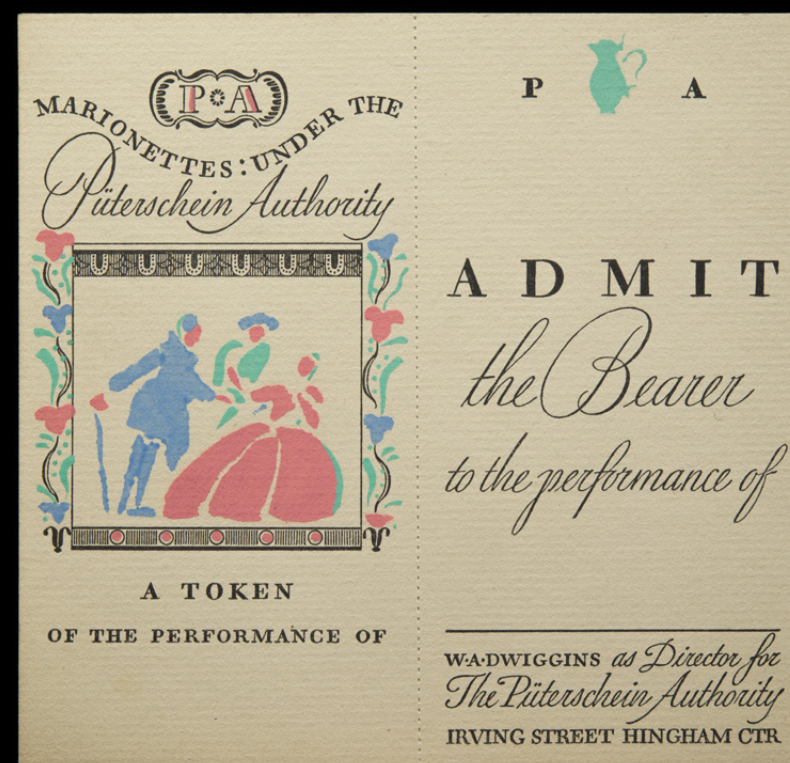 P A
MARIONETTES: UNDER THE
Püterschein Authority
A TOKEN
OF THE PERFORMANCE OF
P A
ADMIT
the Bearer
to the performance of
W·A·DWIGGINS as Director for
The Püterschein Authority
IRVING STREET HINGHAM CTR